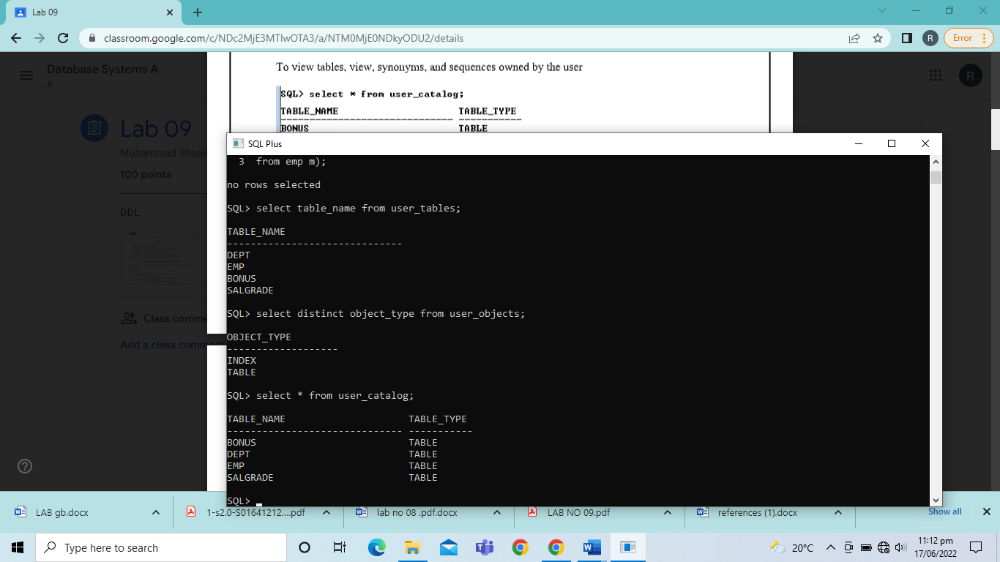 Lab 09
classroom.google.com/c/NDc2MjE3MTIwOTA3/a/NTM0MjE0NDkyODU2/details
R
Error
Database Systems A
A
R
Lab 09
Muhammad Shoai
100 points
DDL
Class comme
Add a class comment
To view tables, view, synonyms, and sequences owned by the user
SQL> select * from user_catalog;
TABLE_NAME TABLE_TYPE
------------------------------ -----------
BONUS TABLE
SQL Plus
3 from emp m);
no rows selected
SQL> select table_name from user_tables;
TABLE_NAME
------------------------------
DEPT
EMP
BONUS
SALGRADE
SQL> select distinct object_type from user_objects;
OBJECT_TYPE
-------------------
INDEX
TABLE
SQL> select * from user_catalog;
TABLE_NAME TABLE_TYPE
------------------------------ -----------
BONUS TABLE
DEPT TABLE
EMP TABLE
SALGRADE TABLE
SQL>
LAB gb.docx
1-s2.0-S01641212....pdf
lab no 08 .pdf.docx
LAB NO 09.pdf
references (1).docx
Show all
Type here to search
20°C
11:12 pm
17/06/2022